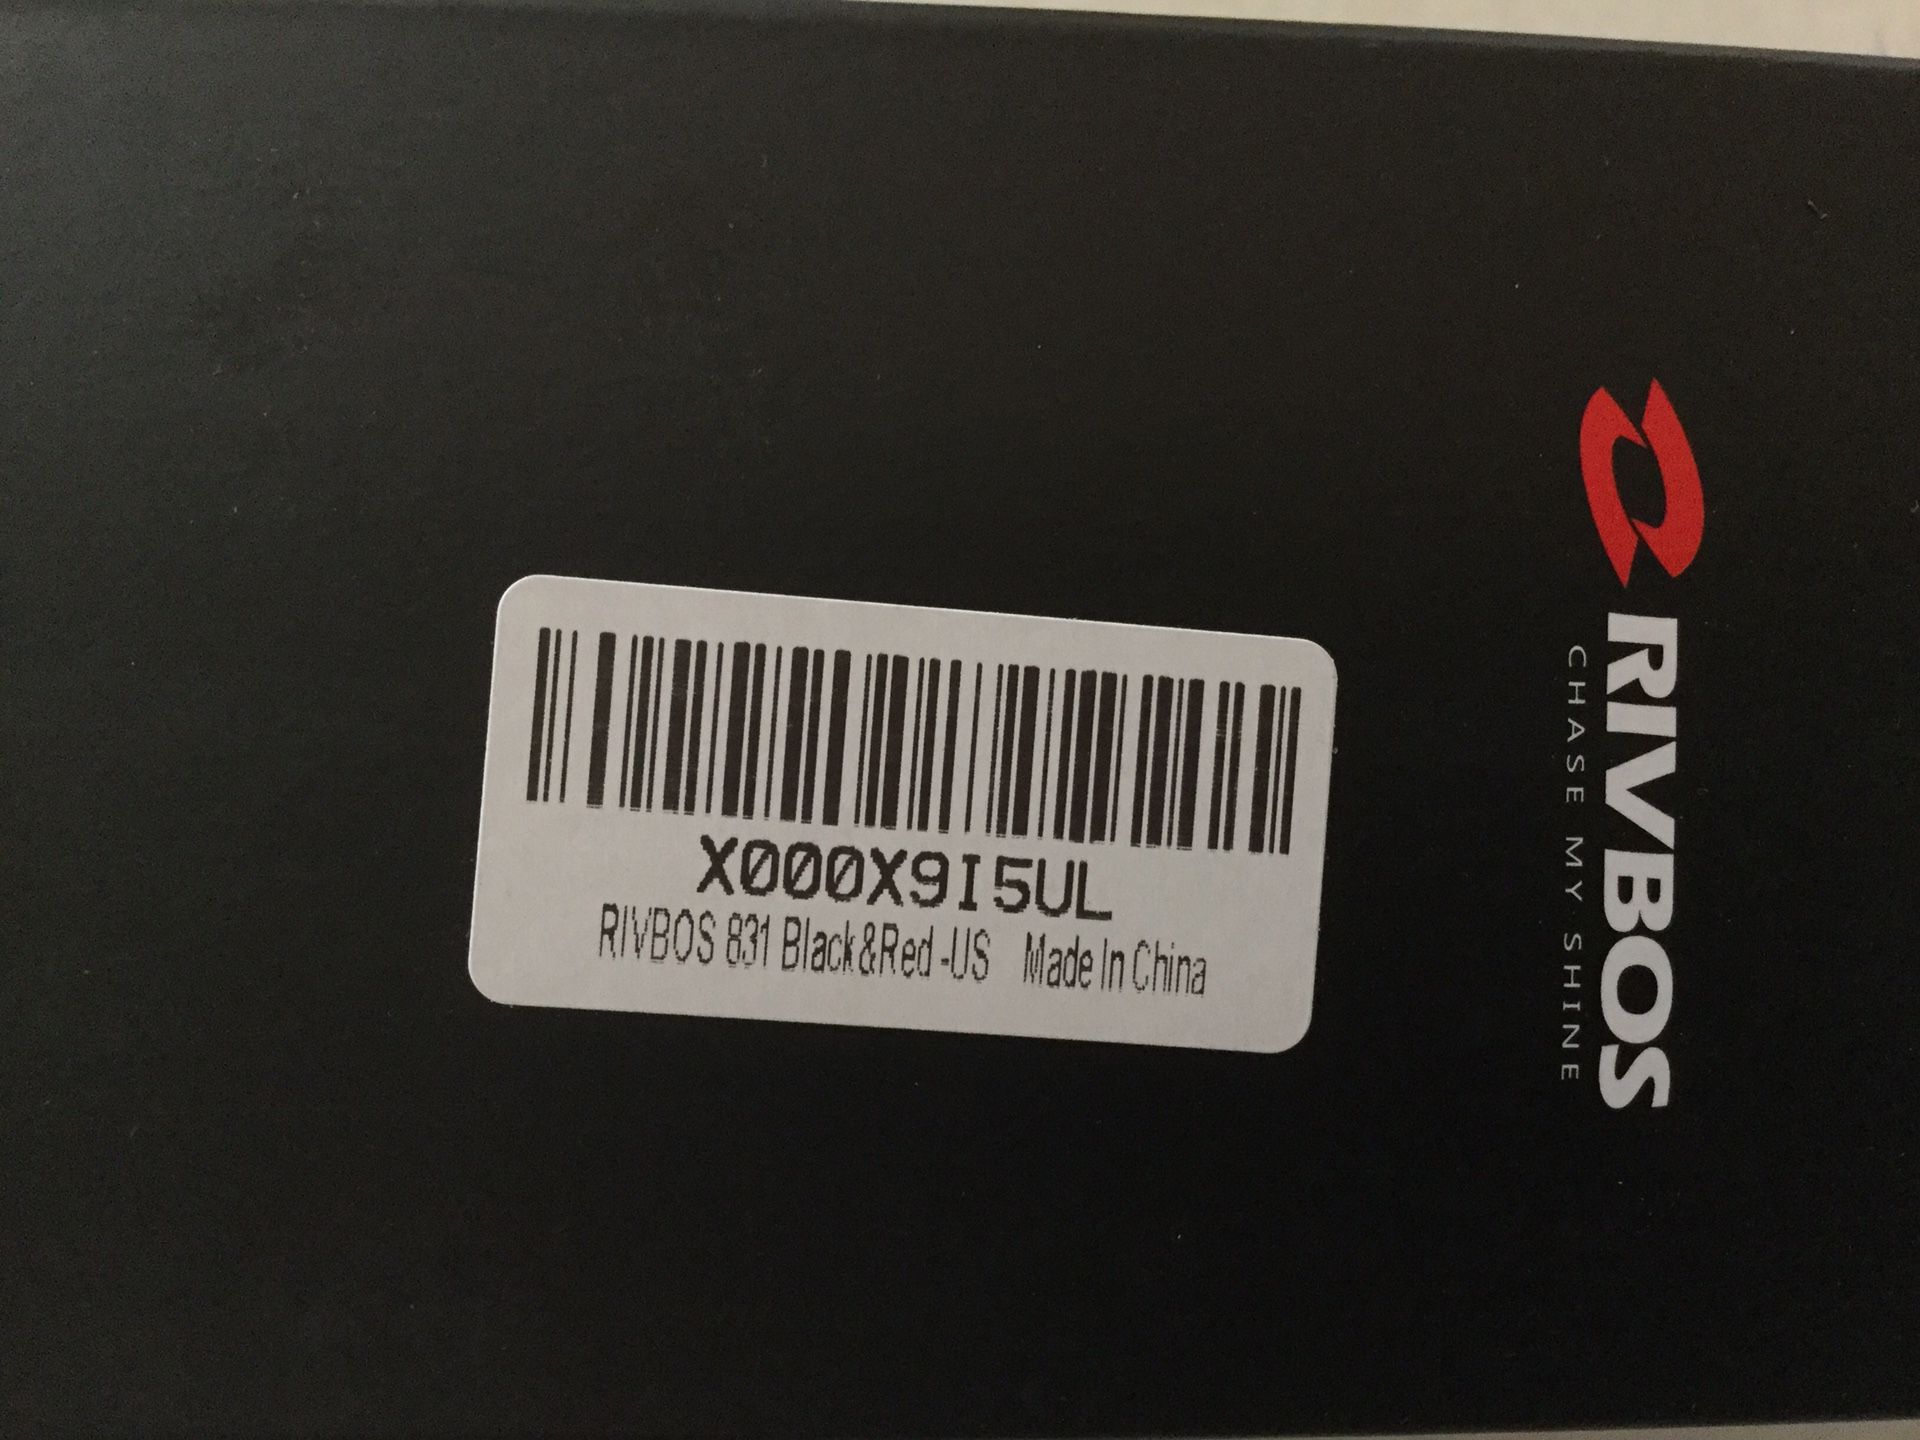 X000X9I5UL
RIVBOS 831 Black&Red -US Made In China
RIVBOS
CHASE MY SHINE